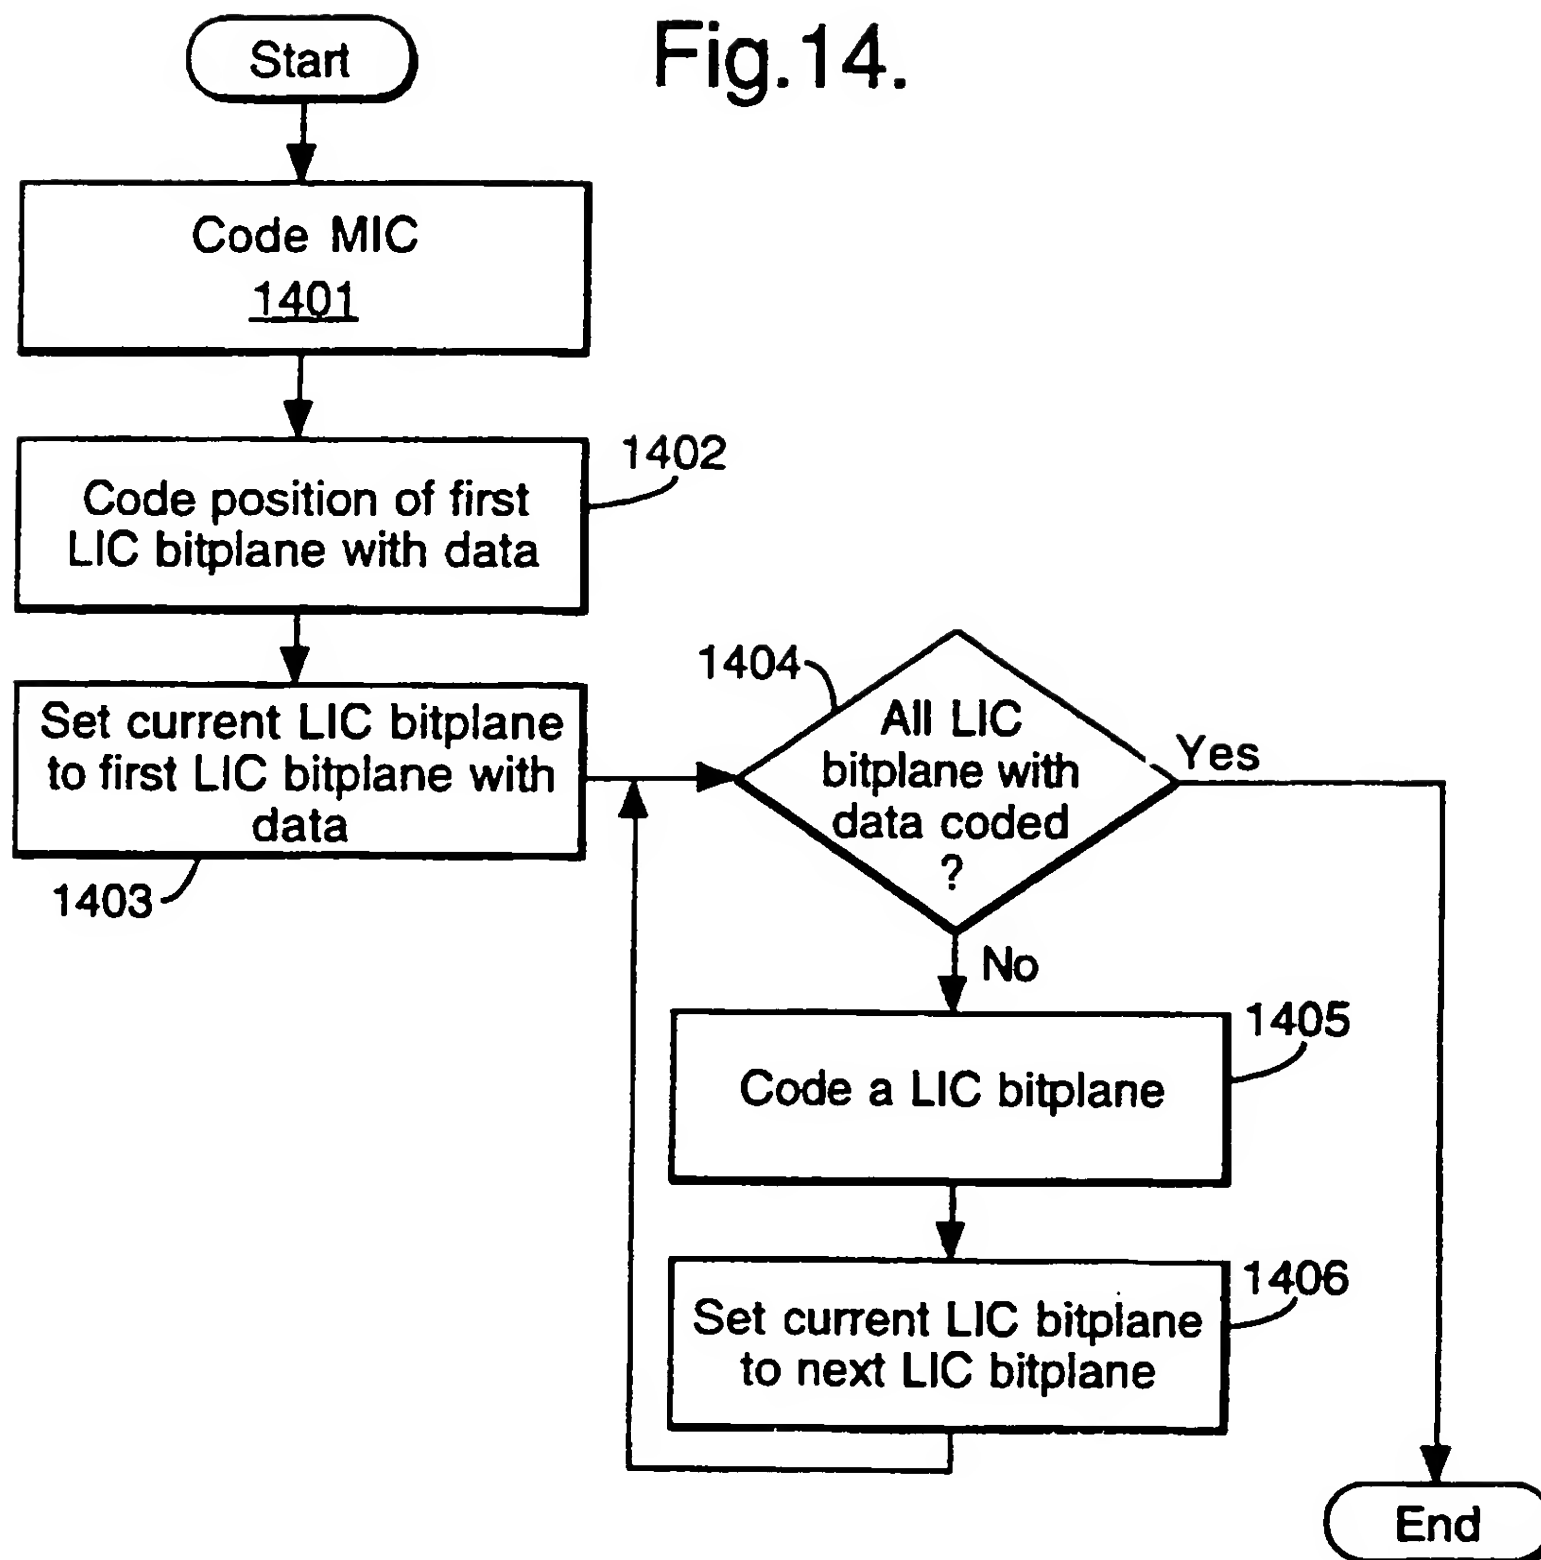 Start
Fig.14.
Code MIC
1401
1402
Code position of first
LIC bitplane with data
Set current LIC bitplane
to first LIC bitplane with
data
1403
1404
All LIC
bitplane with
data coded
?
Yes
No
1405
Code a LIC bitplane
1406
Set current LIC bitplane
to next LIC bitplane
End